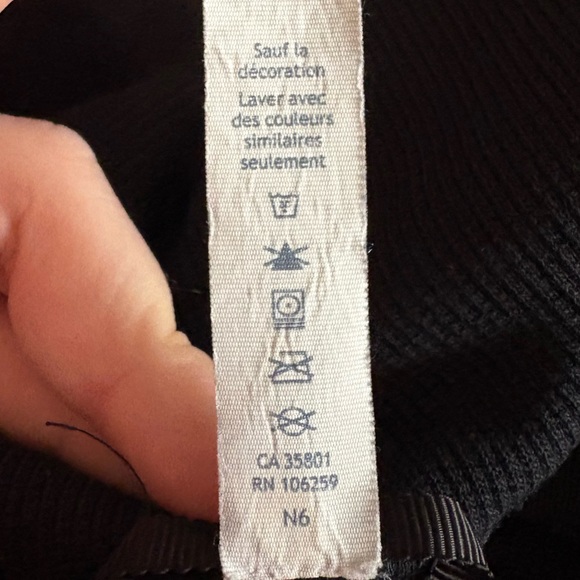 Sauf la
décoration
Laver avec
des couleurs
similaires
seulement
CA 35801
RN 106259
N6